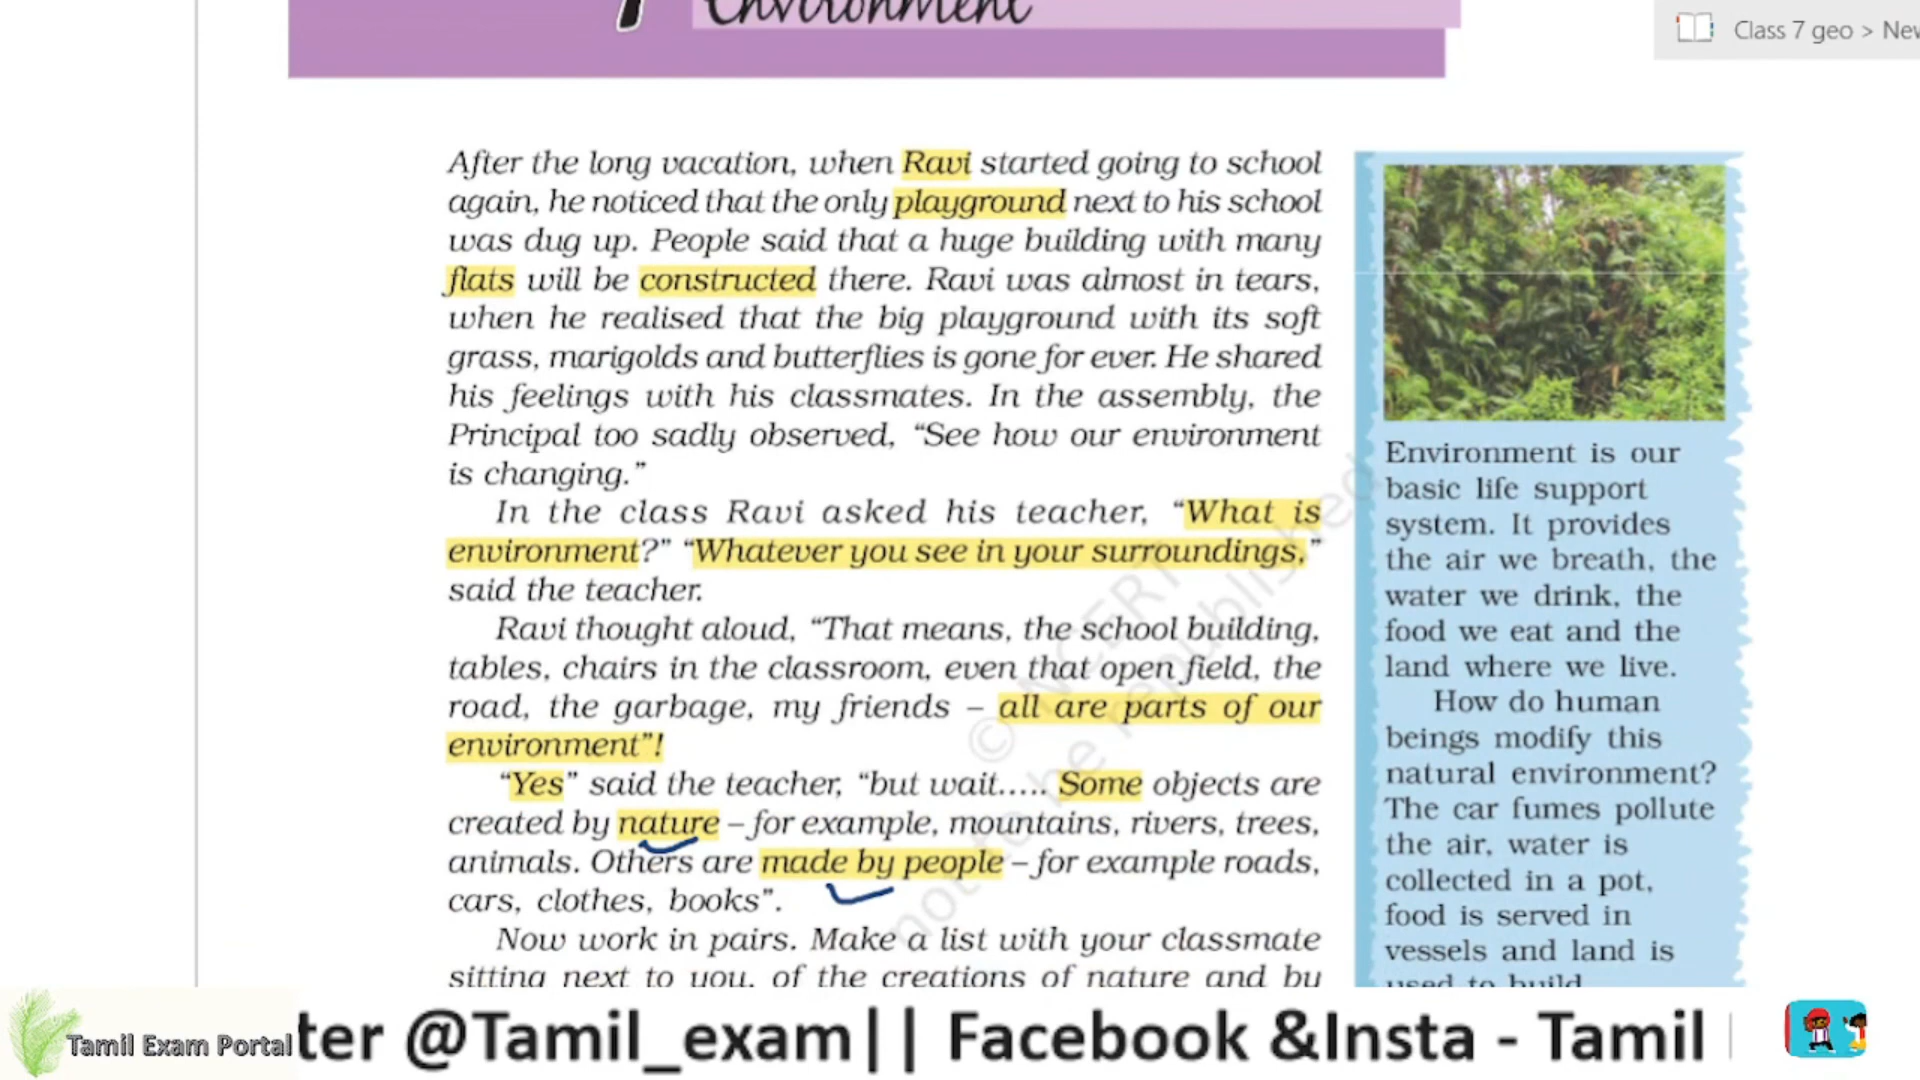 Environment
Class 7 geo > New
After the long vacation, when Ravi started going to school
again, he noticed that the only playground next to his school
was dug up. People said that a huge building with many
flats will be constructed there. Ravi was almost in tears,
when he realised that the big playground with its soft
grass, marigolds and butterflies is gone for ever. He shared
his feelings with his classmates. In the assembly, the
Principal too sadly observed, “See how our environment
is changing.”
In the class Ravi asked his teacher, “What is
environment?” “Whatever you see in your surroundings,”
said the teacher.
Ravi thought aloud, “That means, the school building,
tables, chairs in the classroom, even that open field, the
road, the garbage, my friends – all are parts of our
environment”!
“Yes” said the teacher, “but wait..... Some objects are
created by nature – for example, mountains, rivers, trees,
animals. Others are made by people – for example roads,
cars, clothes, books”.
Now work in pairs. Make a list with your classmate
sitting next to you, of the creations of nature and by
Environment is our
basic life support
system. It provides
the air we breath, the
water we drink, the
food we eat and the
land where we live.
How do human
beings modify this
natural environment?
The car fumes pollute
the air, water is
collected in a pot,
food is served in
vessels and land is
used to build
© NCERT
not to be republished
Tamil Exam Portal
ter @Tamil_exam|| Facebook &Insta - Tamil